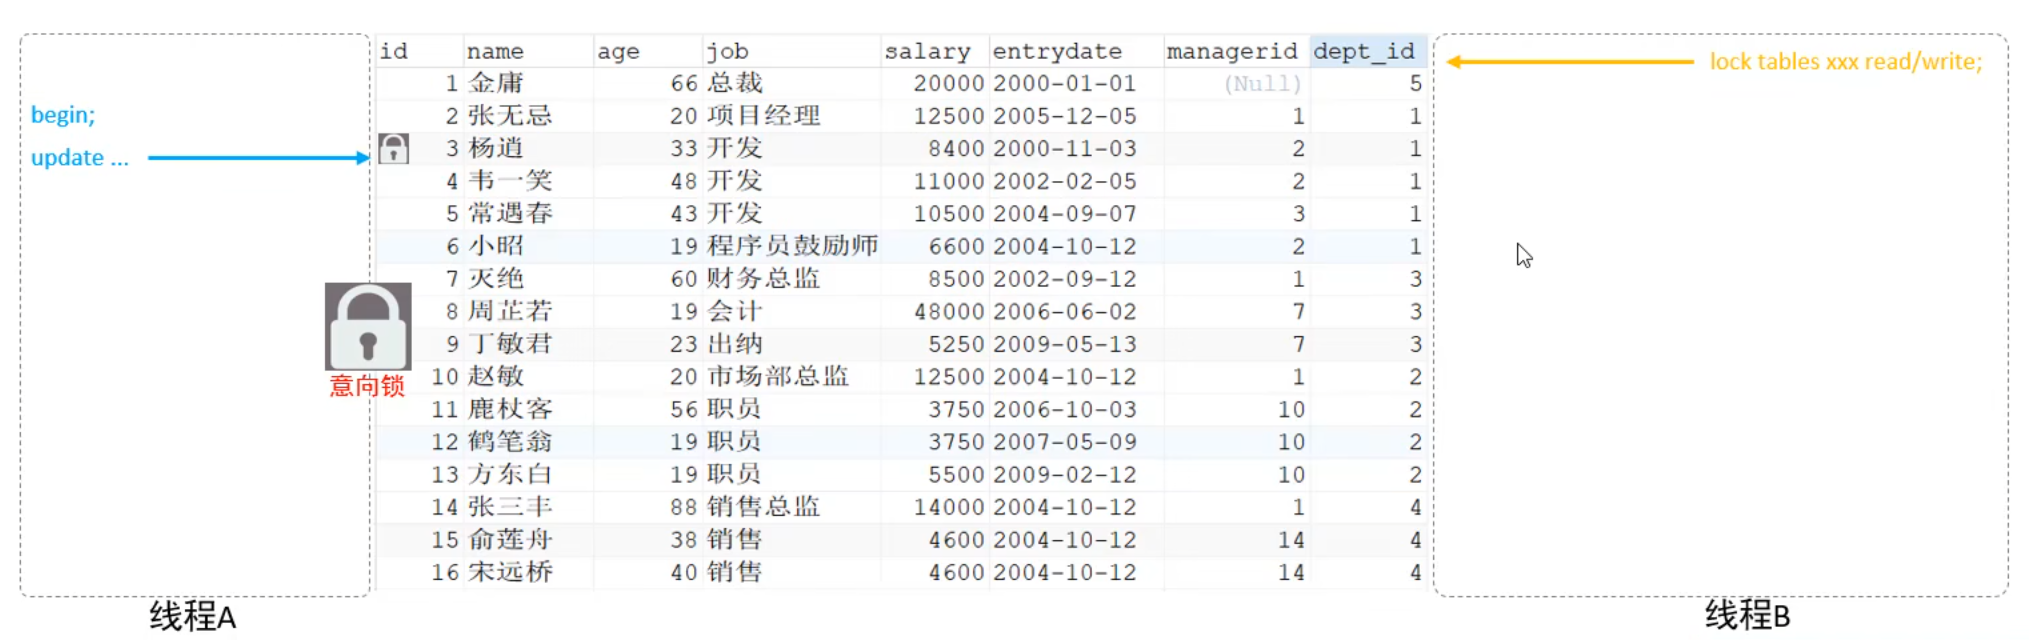 id name age job salary entrydate managerid dept_id
lock tables xxx read/write;
1 金庸 66 总裁 20000 2000-01-01 (Null) 5
begin;
2 张无忌 20 项目经理 12500 2005-12-05 1 1
update ...
3 杨逍 33 开发 8400 2000-11-03 2 1
4 韦一笑 48 开发 11000 2002-02-05 2 1
5 常遇春 43 开发 10500 2004-09-07 3 1
6 小昭 19 程序员鼓励师 6600 2004-10-12 2 1
7 灭绝 60 财务总监 8500 2002-09-12 1 3
8 周芷若 19 会计 48000 2006-06-02 7 3
9 丁敏君 23 出纳 5250 2009-05-13 7 3
意向锁
10 赵敏 20 市场部总监 12500 2004-10-12 1 2
11 鹿杖客 56 职员 3750 2006-10-03 10 2
12 鹤笔翁 19 职员 3750 2007-05-09 10 2
13 方东白 19 职员 5500 2009-02-12 10 2
14 张三丰 88 销售总监 14000 2004-10-12 1 4
15 俞莲舟 38 销售 4600 2004-10-12 14 4
16 宋远桥 40 销售 4600 2004-10-12 14 4
线程A
线程B